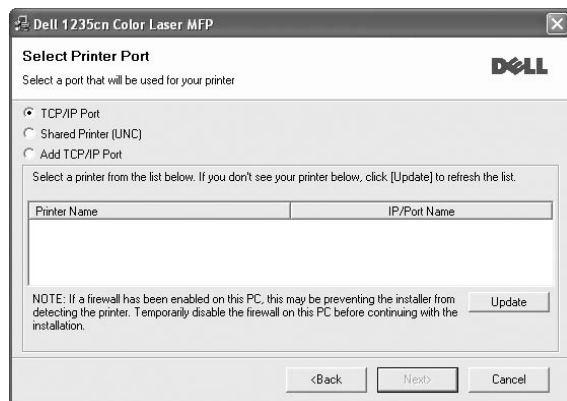 Dell 1235cn Color Laser MFP
Select Printer Port
Select a port that will be used for your printer
DELL
TCP/IP Port
Shared Printer (UNC)
Add TCP/IP Port
Select a printer from the list below. If you don't see your printer below, click [Update] to refresh the list.
Printer Name IP/Port Name
NOTE: If a firewall has been enabled on this PC, this may be preventing the installer from
detecting the printer. Temporarily disable the firewall on this PC before continuing with the
installation.
Update
<Back Next> Cancel